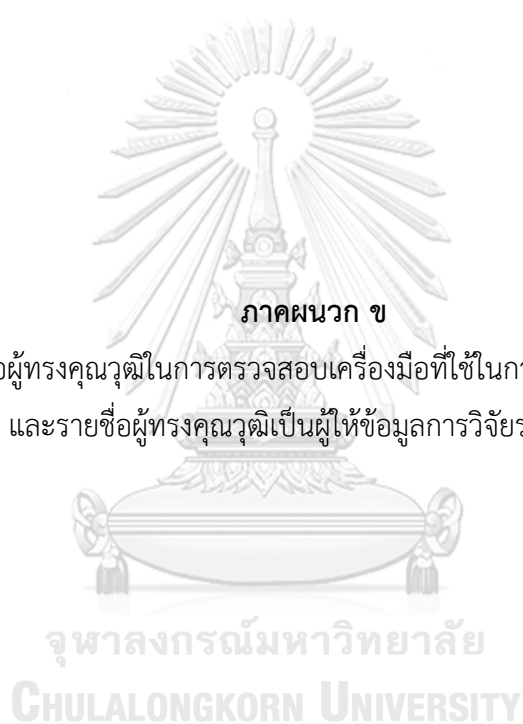 ภาคผนวก ข
ผู้ทรงคุณวุฒิในการตรวจสอบเครื่องมือที่ใช้ใน
และรายชื่อผู้ทรงคุณวุฒิเป็นผู้ให้ข้อมูลการวิจัย
จุฬาลงกรณ์มหาวิทยาลัย
CHULALONGKORN UNIVERSITY